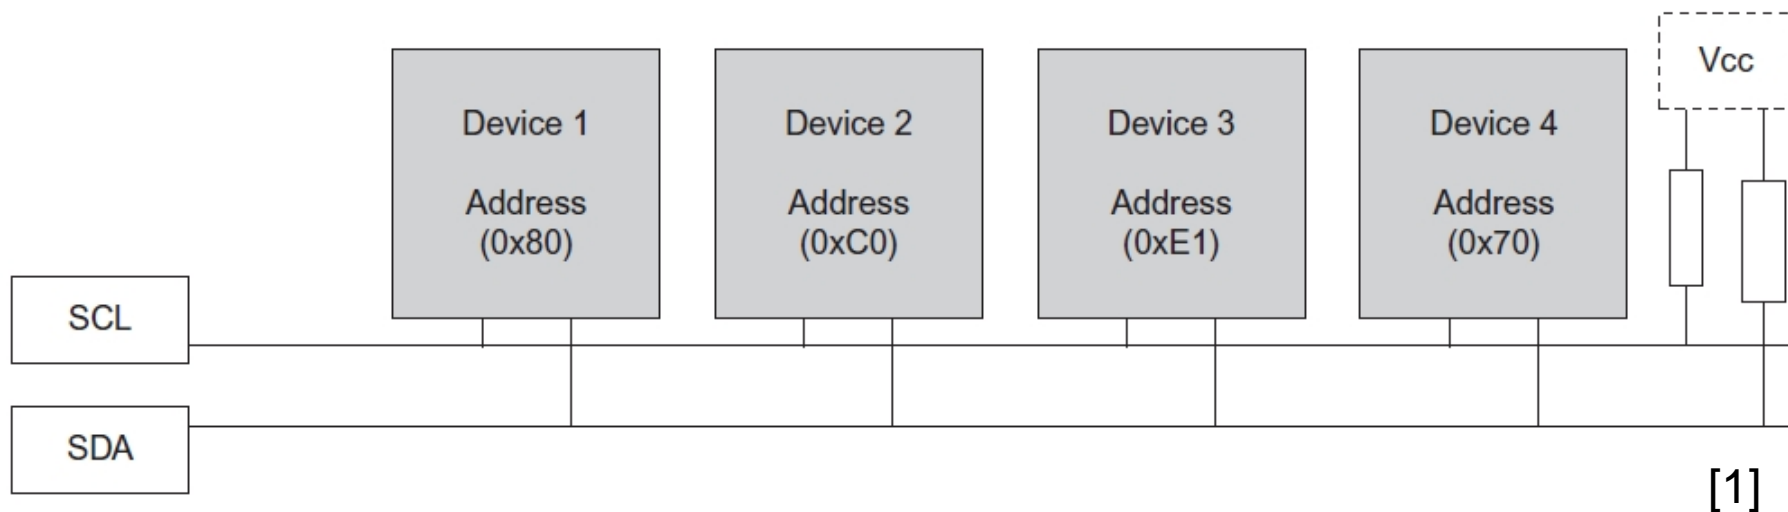 Vcc
Device 1
Address
(0x80)
Device 2
Address
(0xC0)
Device 3
Address
(0xE1)
Device 4
Address
(0x70)
SCL
SDA
[1]